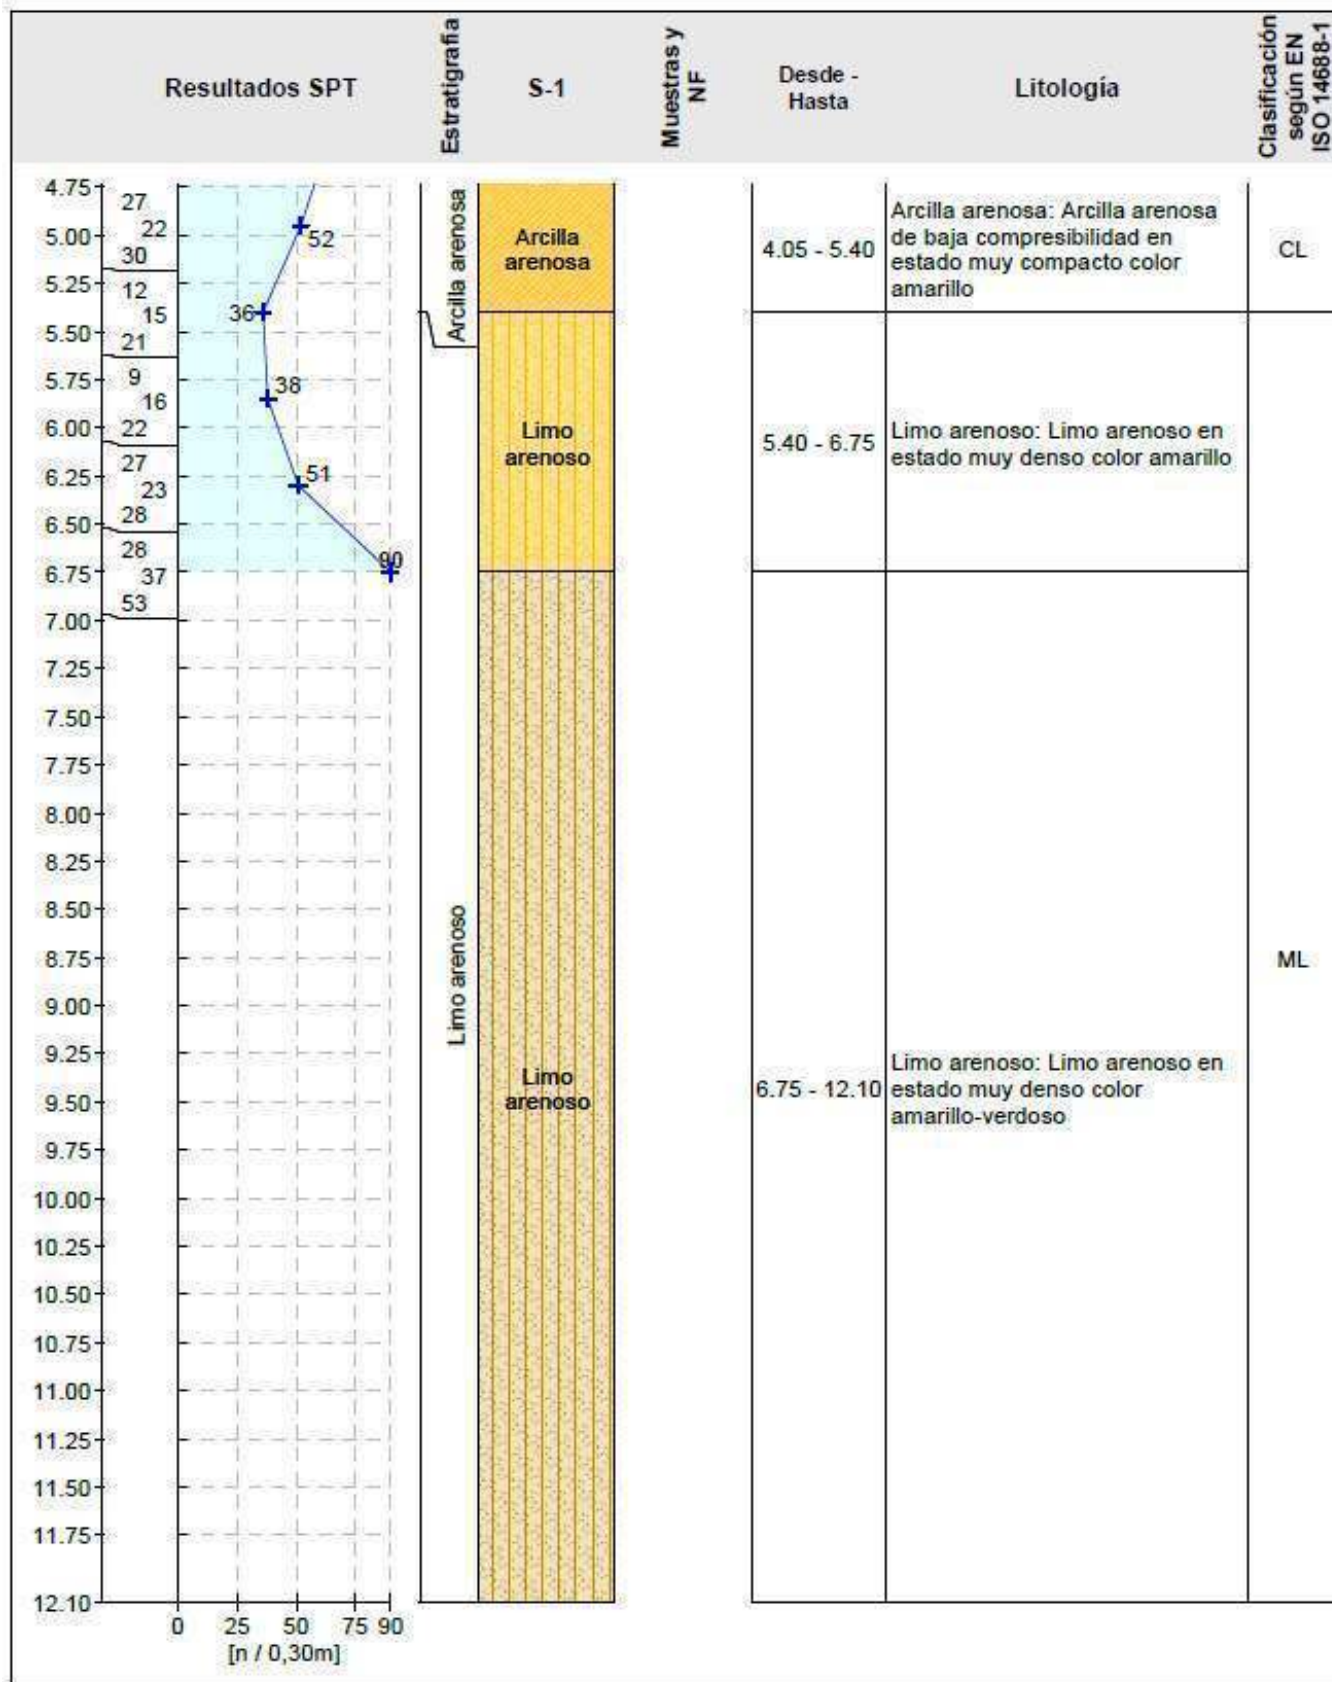 Resultados SPT
Estratigrafía
S-1
Muestras y
NF
Desde -
Hasta
Litología
Clasificación
según EN
ISO 14688-1
4.75
5.00
5.25
5.50
5.75
6.00
6.25
6.50
6.75
7.00
7.25
7.50
7.75
8.00
8.25
8.50
8.75
9.00
9.25
9.50
9.75
10.00
10.25
10.50
10.75
11.00
11.25
11.50
11.75
12.10
27
22
30
12
15
21
9
16
22
27
23
28
28
37
53
52
36
38
51
90
0 25 50 75 90
[n / 0,30m]
Arcilla arenosa
Limo arenoso
Arcilla
arenosa
Limo
arenoso
Limo
arenoso
4.05 - 5.40
Arcilla arenosa: Arcilla arenosa
de baja compresibilidad en
estado muy compacto color
amarillo
CL
5.40 - 6.75
Limo arenoso: Limo arenoso en
estado muy denso color amarillo
6.75 - 12.10
Limo arenoso: Limo arenoso en
estado muy denso color
amarillo-verdoso
ML